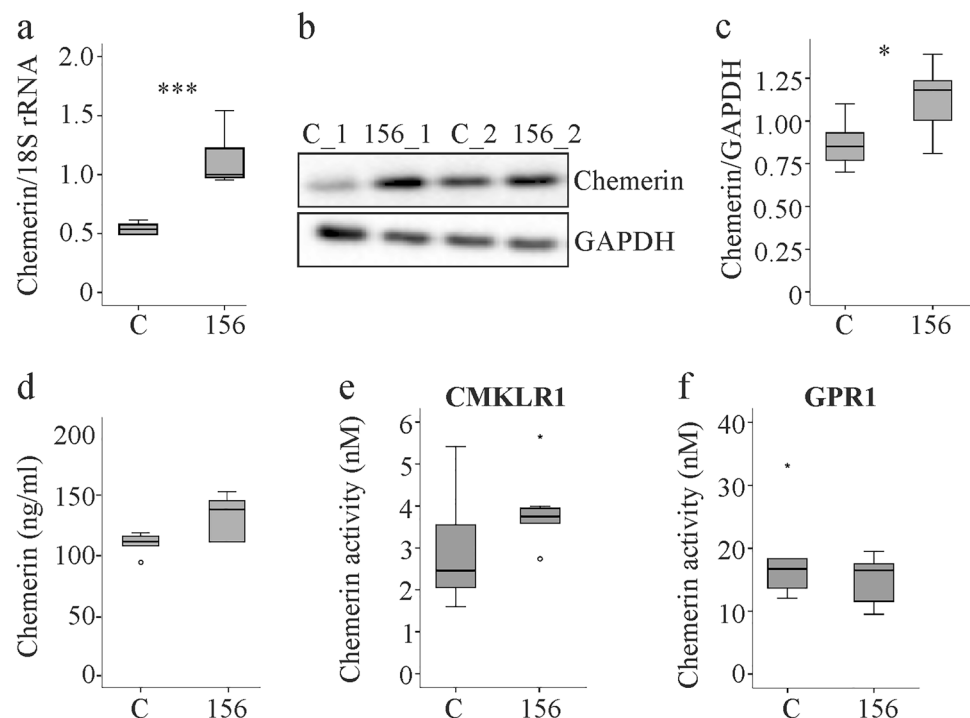 a
Chemerin/18S rRNA
2.0
1.5
1.0
0.5
0
***
C
156
b
C_1 156_1 C_2 156_2
Chemerin
GAPDH
c
Chemerin/GAPDH
1.25
1.00
0.75
0.50
0.25
0
*
C
156
d
Chemerin (ng/ml)
200
150
100
50
0
C
156
e
CMKLR1
Chemerin activity (nM)
6
5
4
3
2
1
0
*
C
156
f
GPR1
Chemerin activity (nM)
40
30
20
10
0
*
C
156